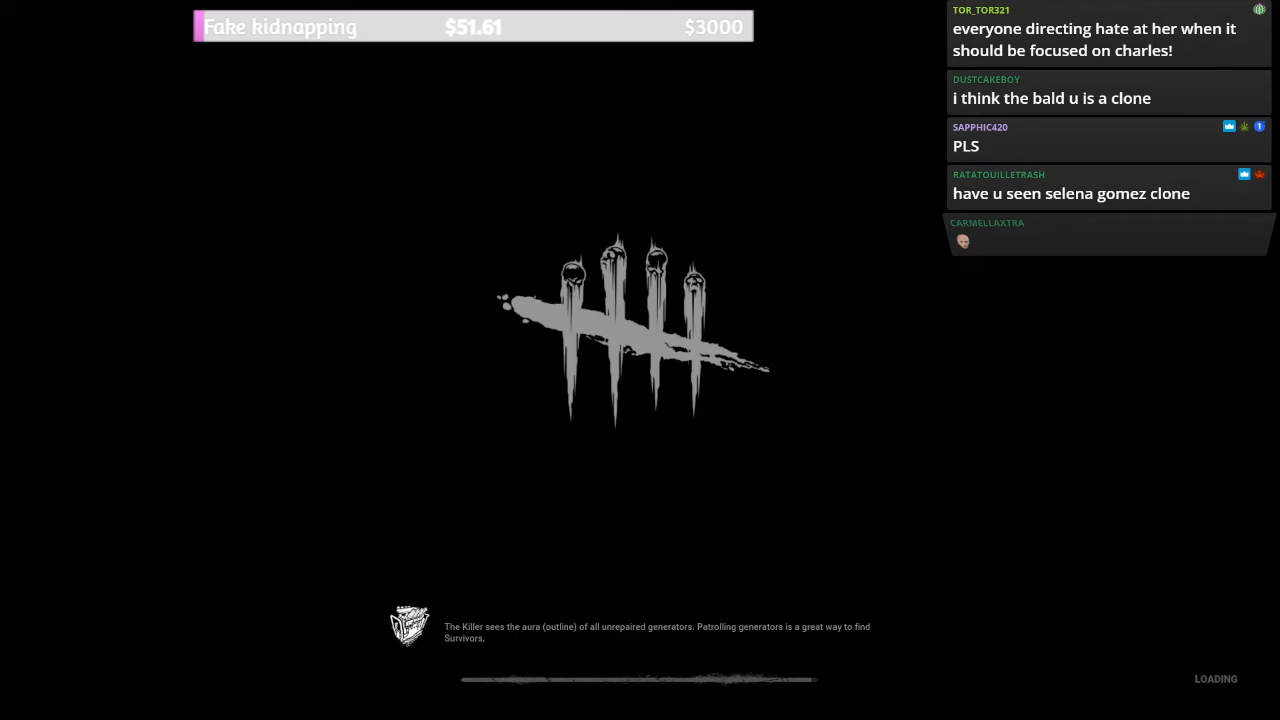 Fake kidnapping $51.61 $3000
TOR_TOR321
everyone directing hate at her when it
should be focused on charles!
DUSTCAKEBOY
i think the bald u is a clone
SAPPHIC420
PLS
RATATOUILLETRASH
have u seen selena gomez clone
CARMELLAXTRA
The Killer sees the aura (outline) of all unrepaired generators. Patrolling generators is a great way to find
Survivors.
LOADING